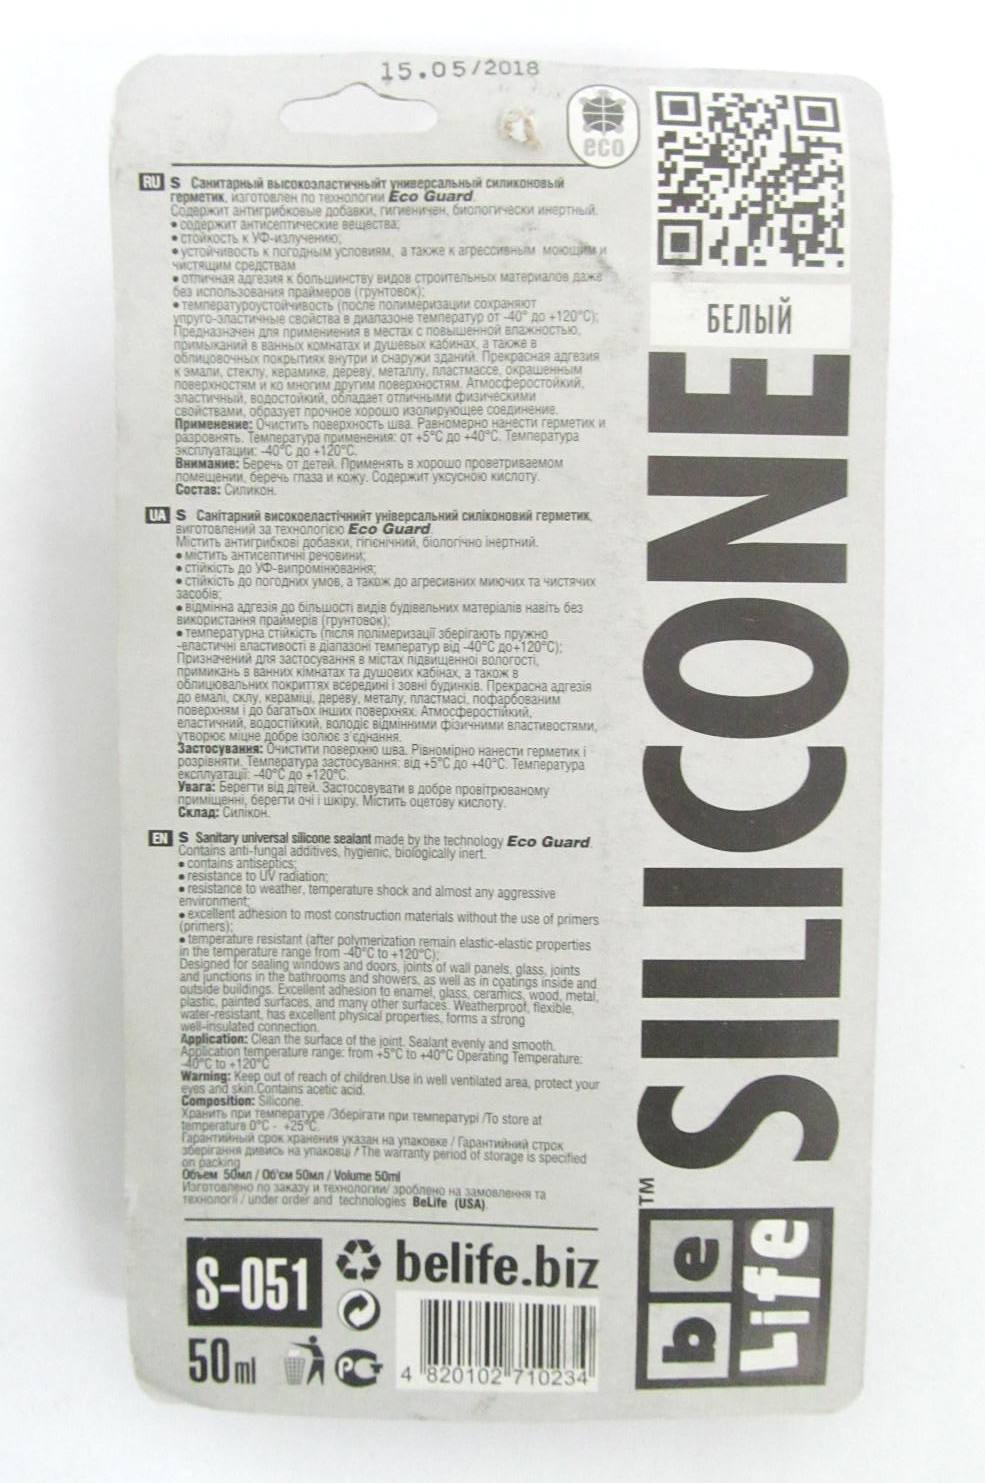 15.05/2018
eco
RU S Санитарный высокоэластичныйт универсальный силиконовый
герметик, изготовлен по технологии Eco Guard.
Содержит антигрибковые добавки, гигиеничен, биологически инертный.
• содержит антисептические вещества;
• стойкость к УФ-излучению;
• устойчивость к погодным условиям, а также к агрессивным моющим и
чистящим средствам
• отличная адгезия к большинству видов строительных материалов даже
без использования праймеров (грунтовок);
• температуроустойчивость (после полимеризации сохраняют
упруго-эластичные свойства в диапазоне температур от -40° до +120°С);
Предназначен для примениения в местах с повышенной влажностью,
примыканий в ванных комнатах и душевых кабинах, а также в
облицовочных покрытиях внутри и снаружи зданий. Прекрасная адгезия
к эмали, стеклу, керамике, дереву, металлу, пластмассе, окрашенным
поверхностям и ко многим другим поверхностям. Атмосферостойкий,
эластичный, водостойкий, обладает отличными физическими
свойствами, образует прочное хорошо изолирующее соединение.
Применение: Очистить поверхность шва. Равномерно нанести герметик и
разровнять. Температура применения: от +5°С до +40°С. Температура
эксплуатации: -40°С до +120°С.
Внимание: Беречь от детей. Применять в хорошо проветриваемом
помещении, беречь глаза и кожу. Содержит уксусною кислоту.
Состав: Силикон.
UA S Санітарний високоеластічнийт універсальний силіконовий герметик,
виготовлений за технологією Eco Guard.
Містить антигрибкові добавки, гігієнічний, біологічно інертний.
• містить антисептичні речовини;
• стійкість до УФ-випромінювання;
• стійкість до погодних умов, а також до агресивних миючих та чистячих
засобів;
• відмінна адгезія до більшості видів будівельних матеріалів навіть без
використання праймерів (грунтовок);
• температурна стійкість (після полімеризації зберігають пружно
-еластичні властивості в діапазоні температур від -40°С до+120°С);
Призначений для застосування в містах підвищенної вологості,
примикань в ванних кімнатах та душових кабінах, а також в
облицювальних покриттях всередині і зовні будинків. Прекрасна адгезія
до емалі, склу, кераміці, дереву, металу, пластмасі, пофарбованим
поверхням і до багатьох інших поверхнях. Атмосферостійкий,
еластичний, водостійкий, володіє відмінними фізичними властивостями,
утворює міцне добре ізолює з'єднання.
Застосування: Очистити поверхню шва. Рівномірно нанести герметик і
розрівняти. Температура застосування: від +5°С до +40°С. Температура
експлуатації: -40°С до +120°С.
Увага: Берегти від дітей. Застосовувати в добре провітрюваному
приміщенні, берегти очі і шкіру. Містить оцетову кислоту.
Склад: Силікон.
EN S Sanitary universal silicone sealant made by the technology Eco Guard.
Contains anti-fungal additives, hygienic, biologically inert.
• contains antiseptics;
• resistance to UV radiation;
• resistance to weather, temperature shock and almost any aggressive
environment;
• excellent adhesion to most construction materials without the use of primers
(primers);
• temperature resistant (after polymerization remain elastic-elastic properties
in the temperature range from -40°C to +120°C);
Designed for sealing windows and doors, joints of wall panels, glass, joints
and junctions in the bathrooms and showers, as well as in coatings inside and
outside buildings. Excellent adhesion to enamel, glass, ceramics, wood, metal,
plastic, painted surfaces, and many other surfaces. Weatherproof, flexible,
water-resistant, has excellent physical properties, forms a strong
well-insulated connection.
Application: Clean the surface of the joint. Sealant evenly and smooth.
Application temperature range: from +5°C to +40°C Operating Temperature:
-40°C to +120°C
Warning: Keep out of reach of children.Use in well ventilated area, protect your
eyes and skin.Contains acetic acid.
Composition: Silicone.
Хранить при температуре /Зберігати при температурі /To store at
temperature 0°C - +25°C.
Гарантийный срок хранения указан на упаковке / Гарантийний строк
зберігання дивись на упаковці / The warranty period of storage is specified
on packing
Объем 50мл / Об'єм 50мл / Volume 50ml
Изготовлено по заказу и технологии/ зроблено на замовлення та
технології / under order and technologies BeLife (USA).
S-051
50 ml
belife.biz
РСТ
4 820102 710234
БЕЛЫЙ
SILICONE
be Life ™